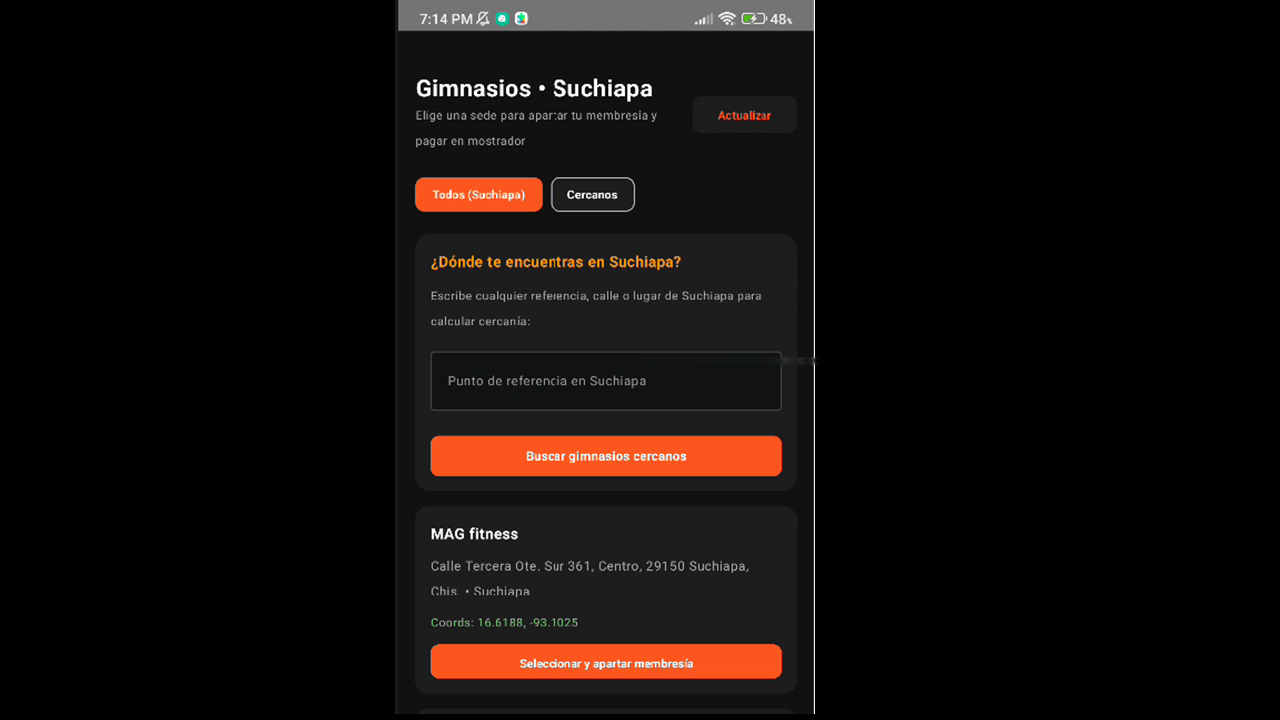 7:14 PM 48%
Gimnasios • Suchiapa
Elige una sede para apartar tu membresía y
pagar en mostrador
Actualizar
Todos (Suchiapa)
Cercanos
¿Dónde te encuentras en Suchiapa?
Escribe cualquier referencia, calle o lugar de Suchiapa para
calcular cercanía:
Punto de referencia en Suchiapa
Buscar gimnasios cercanos
MAG fitness
Calle Tercera Ote. Sur 361, Centro, 29150 Suchiapa,
Chis. • Suchiapa
Coords: 16.6188, -93.1025
Seleccionar y apartar membresía